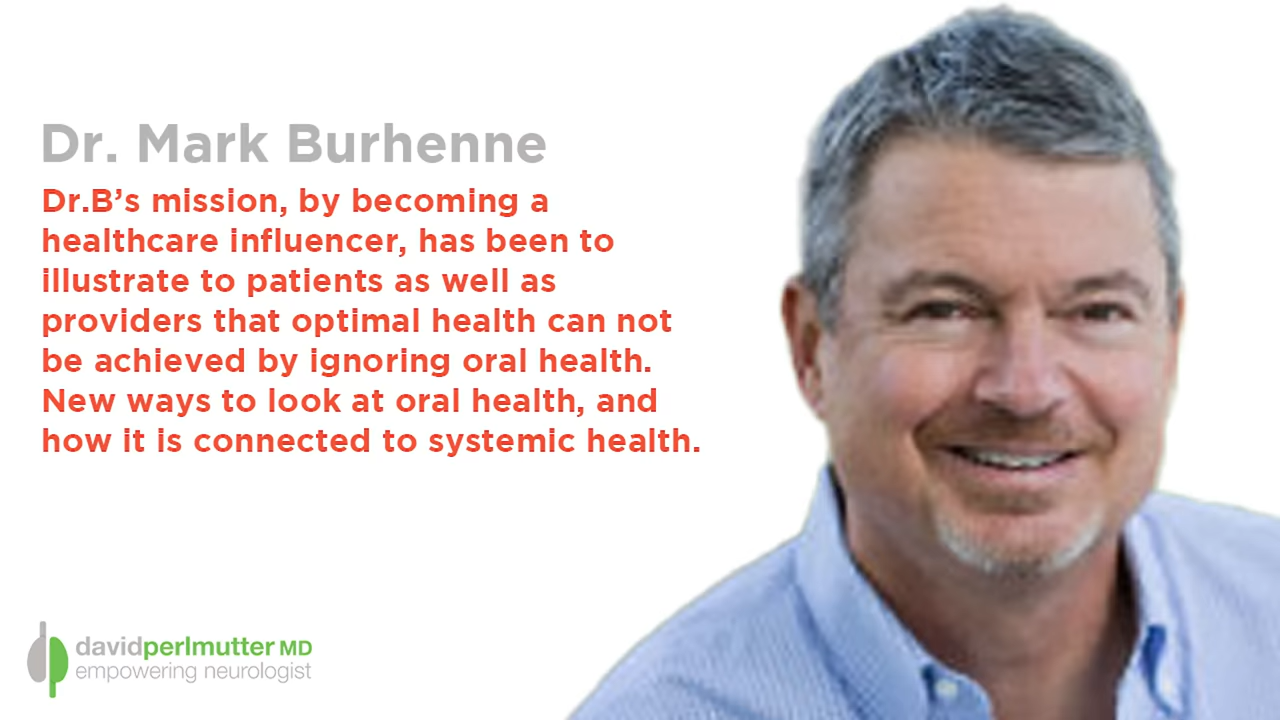 Dr. Mark Burhenne
Dr.B’s mission, by becoming a
healthcare influencer, has been to
illustrate to patients as well as
providers that optimal health can not
be achieved by ignoring oral health.
New ways to look at oral health, and
how it is connected to systemic health.
davidperlmutter MD
empowering neurologist